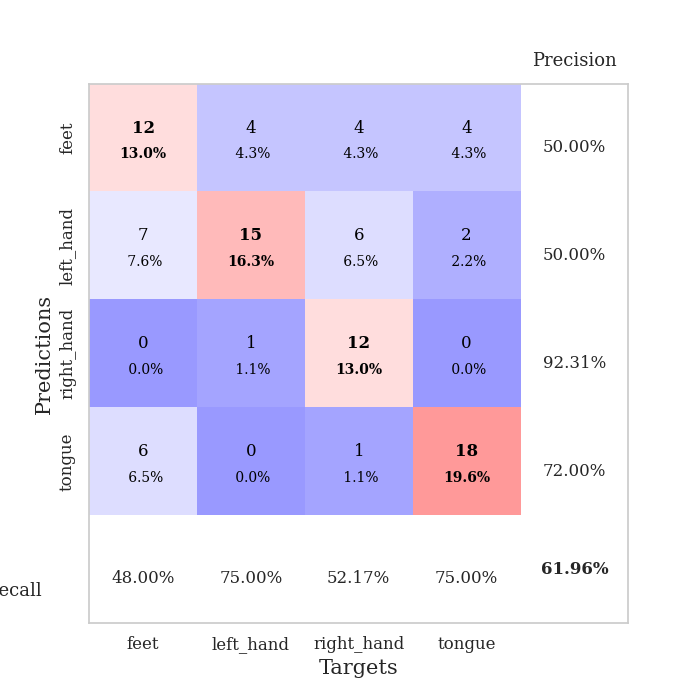 Precision
feet 12 4 4 4 50.00%
13.0% 4.3% 4.3% 4.3%
left_hand 7 15 6 2 50.00%
7.6% 16.3% 6.5% 2.2%
Predictions
right_hand 0 1 12 0 92.31%
0.0% 1.1% 13.0% 0.0%
tongue 6 0 1 18 72.00%
6.5% 0.0% 1.1% 19.6%
ecall 48.00% 75.00% 52.17% 75.00% 61.96%
feet left_hand right_hand tongue
Targets